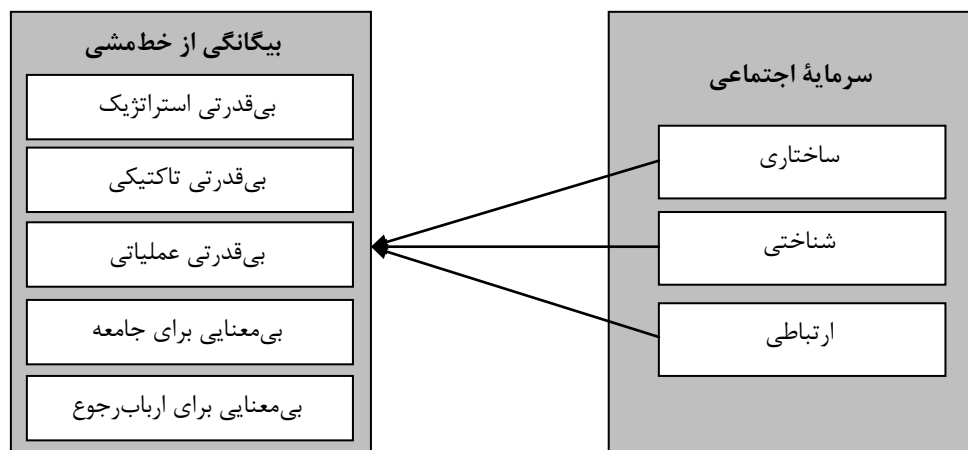 سرمایۀ اجتماعی
ساختاری
شناختی
ارتباطی
بیگانگی از خط‌مشی
بی‌قدرتی استراتژیک
بی‌قدرتی تاکتیکی
بی‌قدرتی عملیاتی
بی‌معنایی برای جامعه
بی‌معنایی برای ارباب‌رجوع